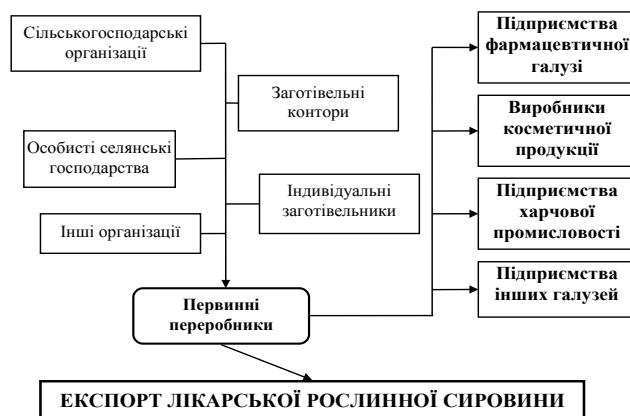 Сільськогосподарські
організації
Заготівельні
контори
Особисті селянські
господарства
Індивідуальні
заготівельники
Інші організації
Первинні
переробники
Підприємства
фармацевтичної
галузі
Виробники
косметичної
продукції
Підприємства
харчової
промисловості
Підприємства
інших галузей
ЕКСПОРТ ЛІКАРСЬКОЇ РОСЛИННОЇ СИРОВИНИ